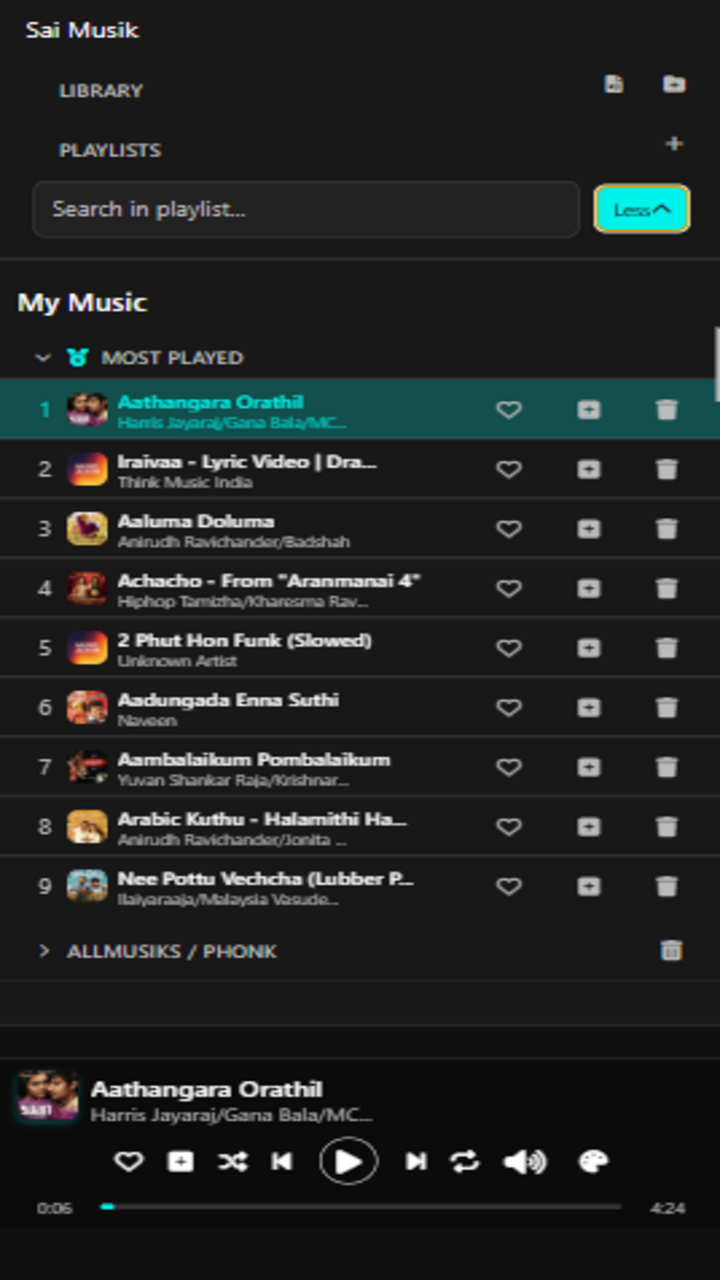 Sai Musik
LIBRARY
PLAYLISTS
Search in playlist...
Less
My Music
MOST PLAYED
1
Aathangara Orathil
Harris Jayaraj/Gana Bala/MC...
2
Iraivaa - Lyric Video | Dra...
Think Music India
3
Aaluma Doluma
Anirudh Ravichander/Badshah
4
Achacho - From "Aranmanai 4"
Hiphop Tamizha/Kharesma Rav...
5
2 Phut Hon Funk (Slowed)
Unknown Artist
6
Aadungada Enna Suthi
Naveen
7
Aambalaikum Pombalaikum
Yuvan Shankar Raja/Krishnar...
8
Arabic Kuthu - Halamithi Ha...
Anirudh Ravichander/Jonita ...
9
Nee Pottu Vechcha (Lubber P...
Ilaiyaraaja/Malaysia Vasude...
ALLMUSIKS / PHONK
Aathangara Orathil
Harris Jayaraj/Gana Bala/MC...
0:06
4:24